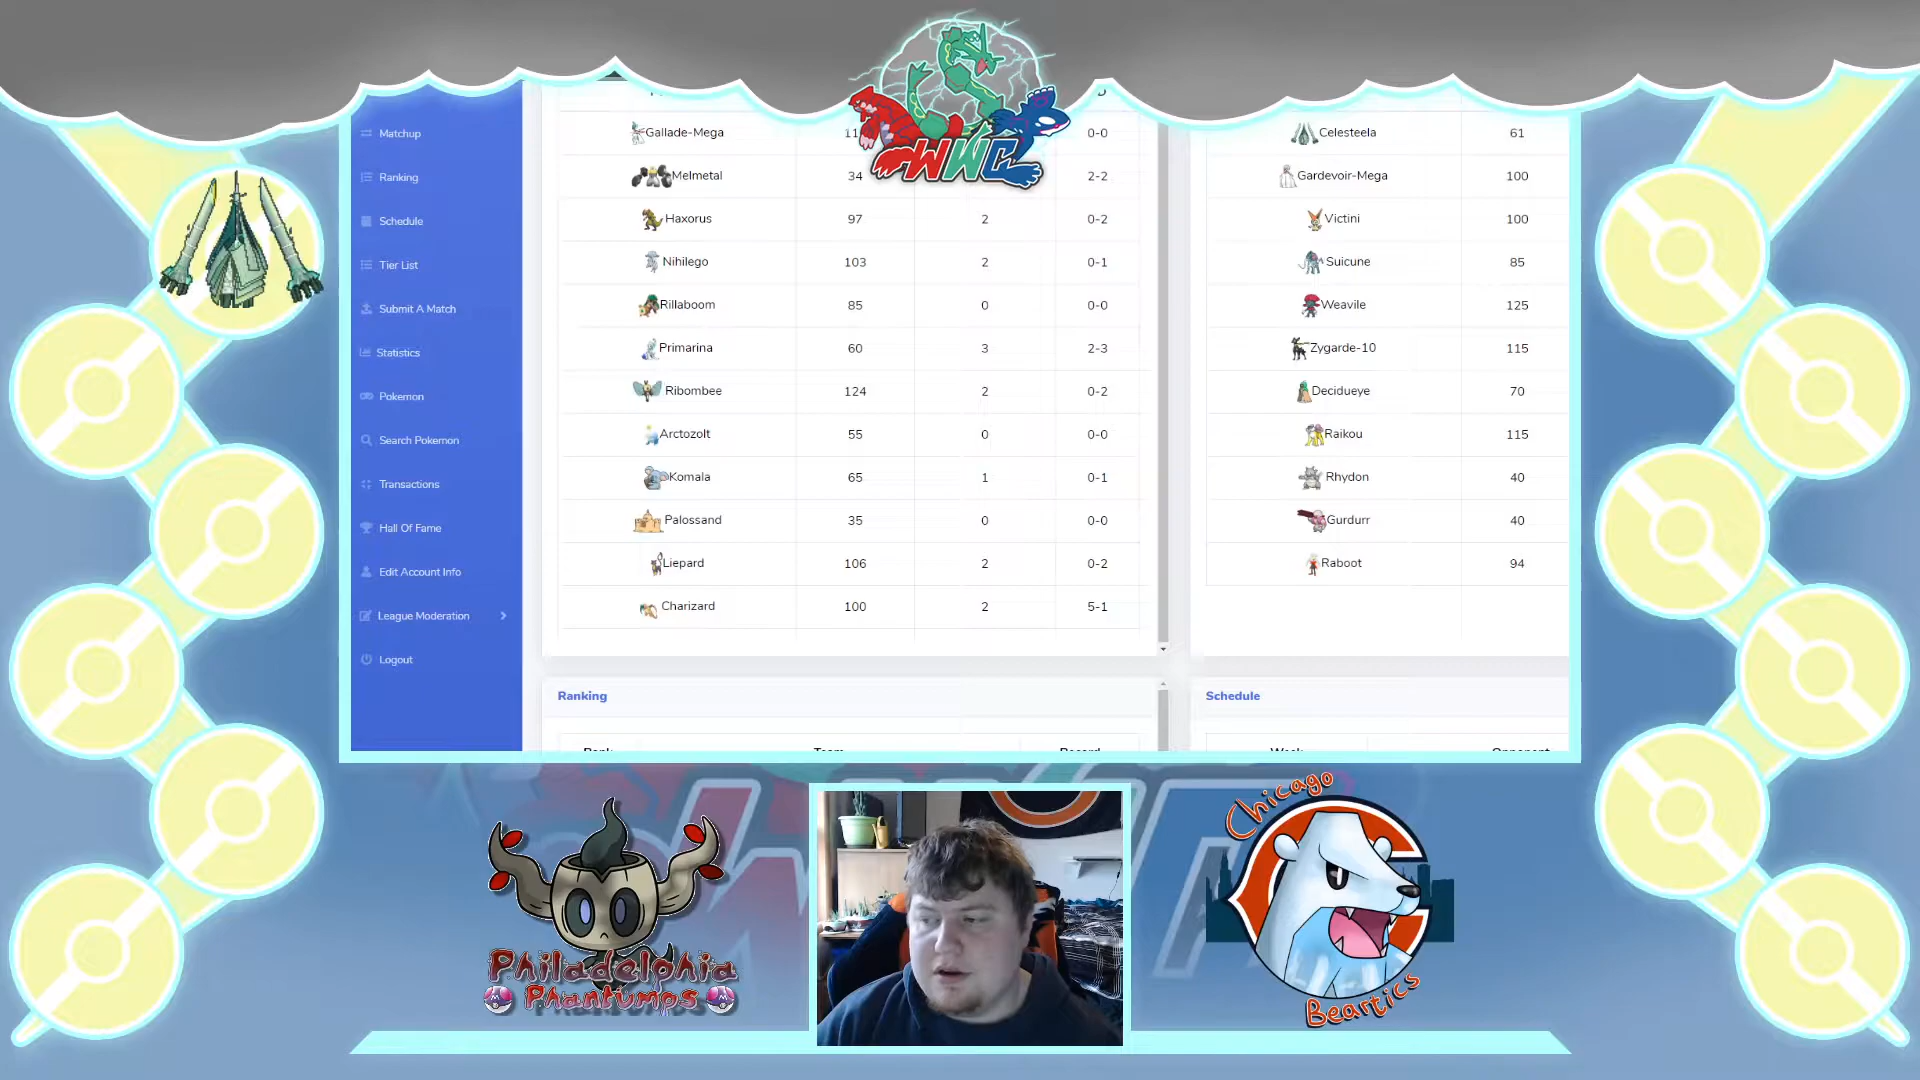 WWC
Matchup
Ranking
Schedule
Tier List
Submit A Match
Statistics
Pokemon
Search Pokemon
Transactions
Hall Of Fame
Edit Account Info
League Moderation
Logout
Gallade-Mega 0-0
Melmetal 34 2-2
Haxorus 97 2 0-2
Nihilego 103 2 0-1
Rillaboom 85 0 0-0
Primarina 60 3 2-3
Ribombee 124 2 0-2
Arctozolt 55 0 0-0
Komala 65 1 0-1
Palossand 35 0 0-0
Liepard 106 2 0-2
Charizard 100 2 5-1
Celesteela 61
Gardevoir-Mega 100
Victini 100
Suicune 85
Weavile 125
Zygarde-10 115
Decidueye 70
Raikou 115
Rhydon 40
Gurdurr 40
Raboot 94
Ranking
Rank Team Record
Schedule
Week Opponent
Philadelphia
Phantumps
Chicago
Beartics